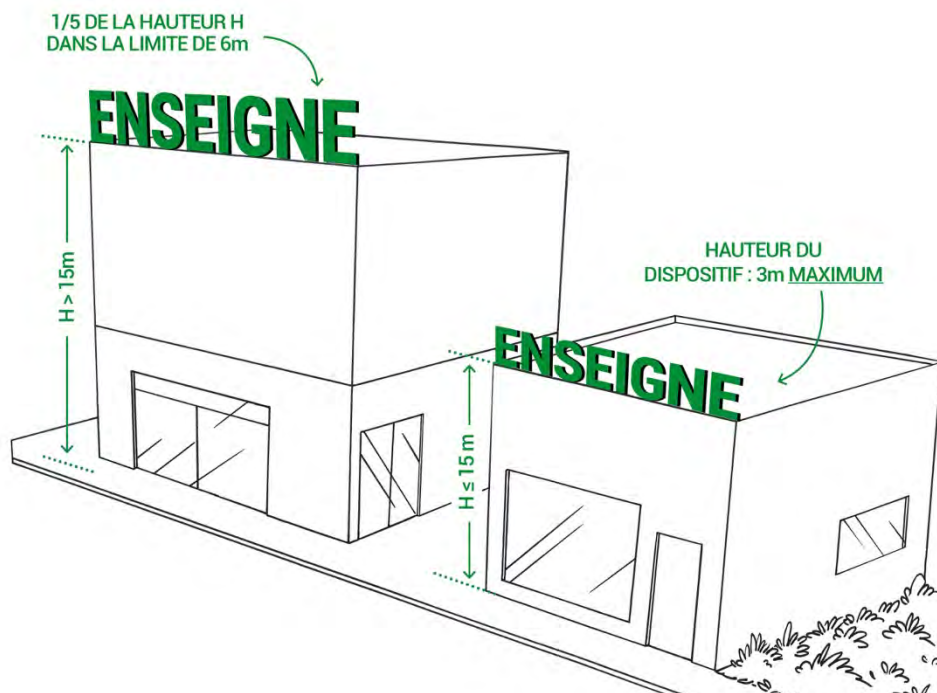 1/5 DE LA HAUTEUR H
DANS LA LIMITE DE 6m
ENSEIGNE
H > 15m
HAUTEUR DU
DISPOSITIF : 3m MAXIMUM
ENSEIGNE
H ≤ 15 m